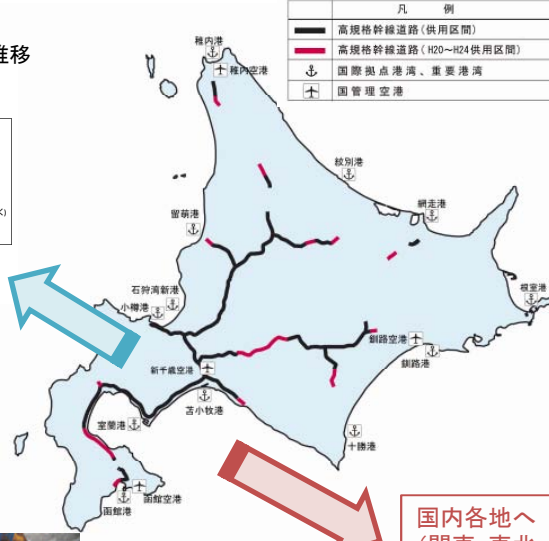 推移
凡　例
高規格幹線道路(供用区間)
高規格幹線道路(H20～H24供用区間)
国際拠点港湾、重要港湾
国管理空港
稚内港
稚内空港
紋別港
網走港
留萌港
石狩湾新港
小樽港
根室港
釧路空港
釧路港
新千歳空港
苫小牧港
室蘭港
十勝港
函館空港
函館港
国内各地へ